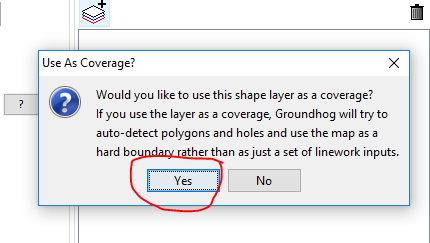 Use As Coverage?
?
Would you like to use this shape layer as a coverage?
If you use the layer as a coverage, Groundhog will try to
auto-detect polygons and holes and use the map as a
hard boundary rather than as just a set of linework inputs.
Yes
No